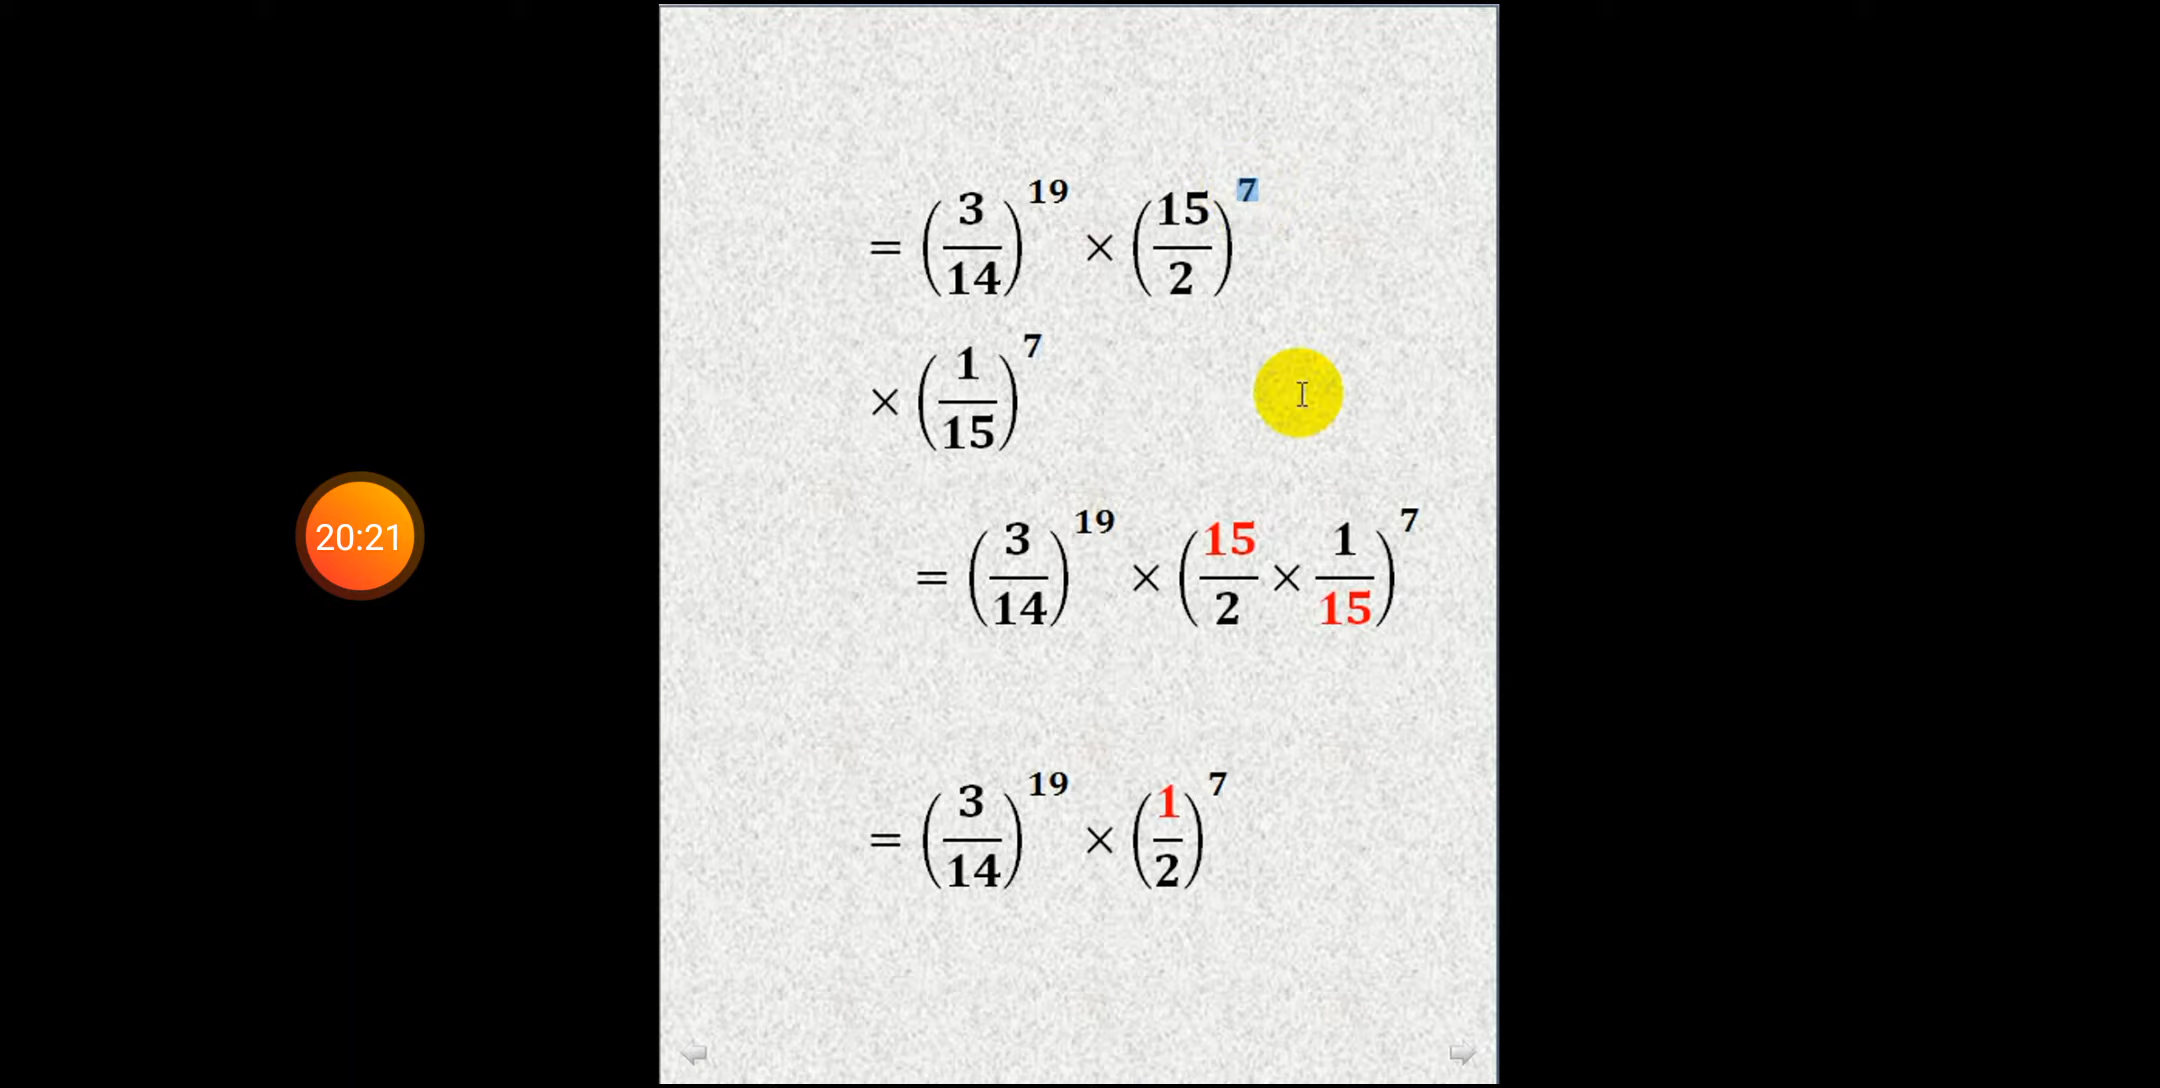 = (3/14)^19 × (15/2)^7
× (1/15)^7
20:21
= (3/14)^19 × (15/2 × 1/15)^7
= (3/14)^19 × (1/2)^7